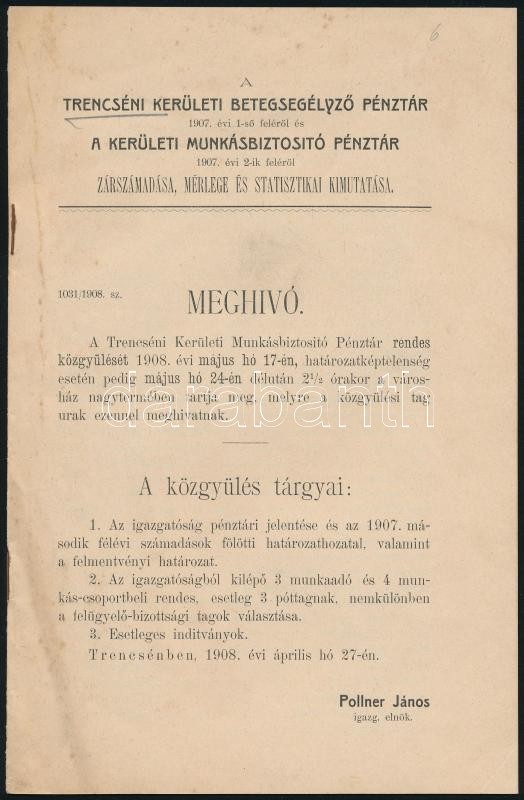 6
A
TRENCSÉNI KERÜLETI BETEGSEGÉLYZŐ PÉNZTÁR
1907. évi 1-ső feléről és
A KERÜLETI MUNKÁSBIZTOSITÓ PÉNZTÁR
1907. évi 2-ik feléről
ZÁRSZÁMADÁSA, MÉRLEGE ÉS STATISZTIKAI KIMUTATÁSA.
1031/1908. sz.
MEGHIVÓ.
A Trencséni Kerületi Munkásbiztositó Pénztár rendes
közgyülését 1908. évi május hó 17-én, határozatképtelenség
esetén pedig május hó 24-én délután 2½ órakor a város-
ház nagytermében tartja meg, melyre a közgyülési tag
urak ezennel meghivatnak.
darabanth
A közgyülés tárgyai:
1. Az igazgatóság pénztári jelentése és az 1907. má-
sodik félévi számadások fölötti határozathozatal, valamint
a felmentvényi határozat.
2. Az igazgatóságból kilépő 3 munkaadó és 4 mun-
kás-csoportbeli rendes, esetleg 3 póttagnak, nemkülönben
a felügyelő-bizottsági tagok választása.
3. Esetleges inditványok.
Trencsénben, 1908. évi április hó 27-én.
Pollner János
igazg. elnök.